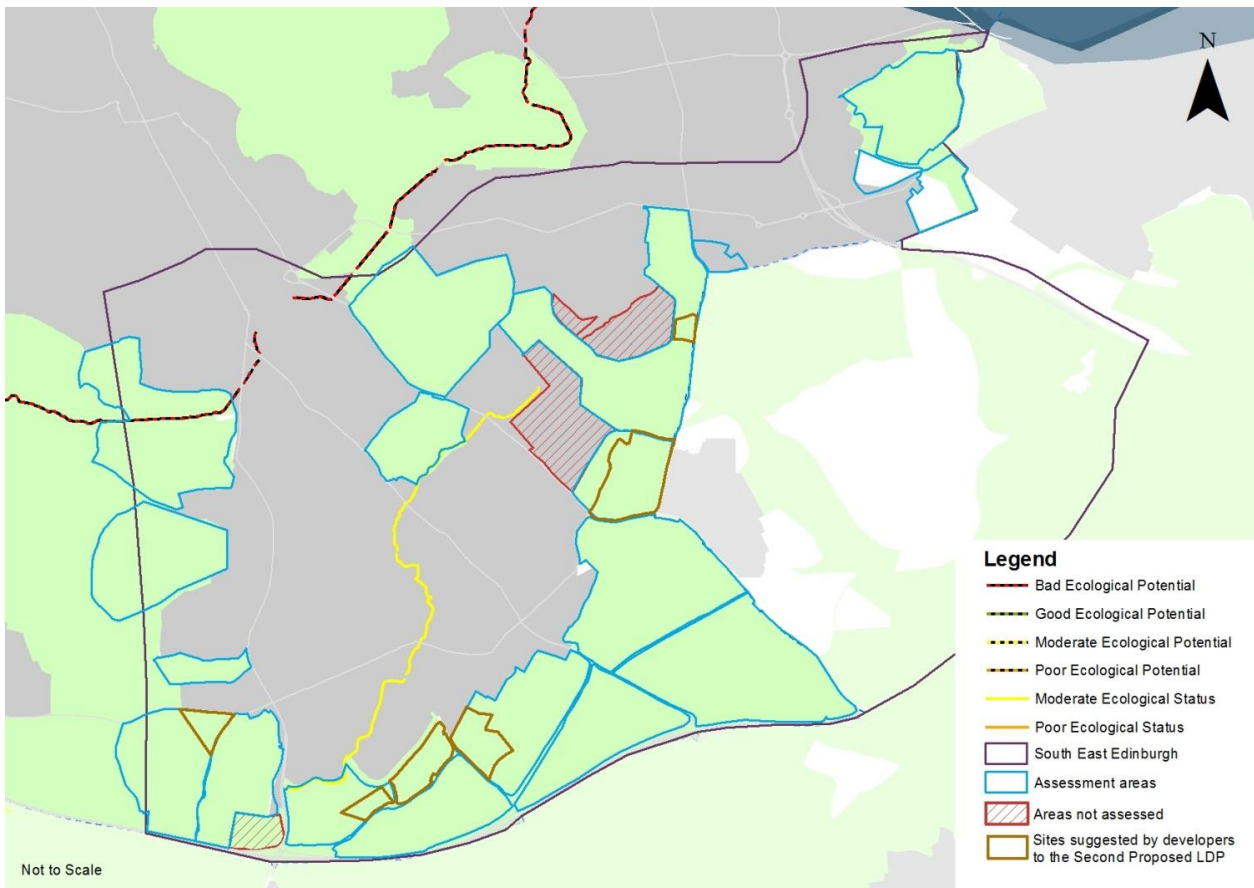 N
Legend
Bad Ecological Potential
Good Ecological Potential
Moderate Ecological Potential
Poor Ecological Potential
Moderate Ecological Status
Poor Ecological Status
South East Edinburgh
Assessment areas
Areas not assessed
Sites suggested by developers
to the Second Proposed LDP
Not to Scale